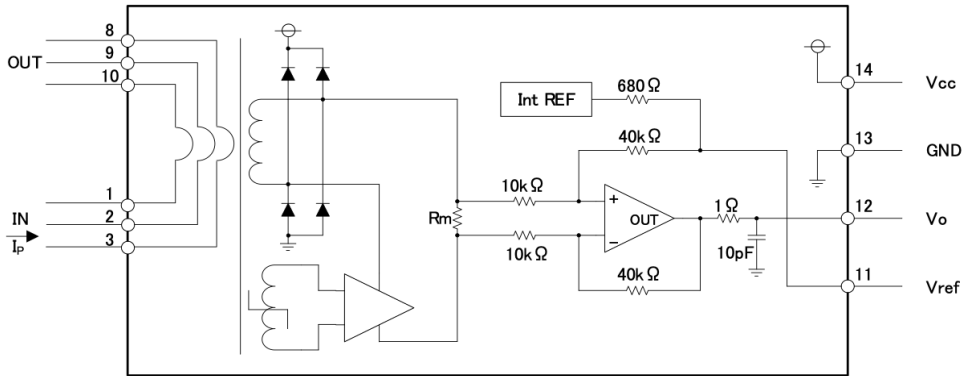 8
OUT 9
10
1
IN 2
IP 3
Int REF
680Ω
40kΩ
10kΩ
Rm
+
OUT
−
10kΩ
40kΩ
1Ω
10pF
14 Vcc
13 GND
12 Vo
11 Vref